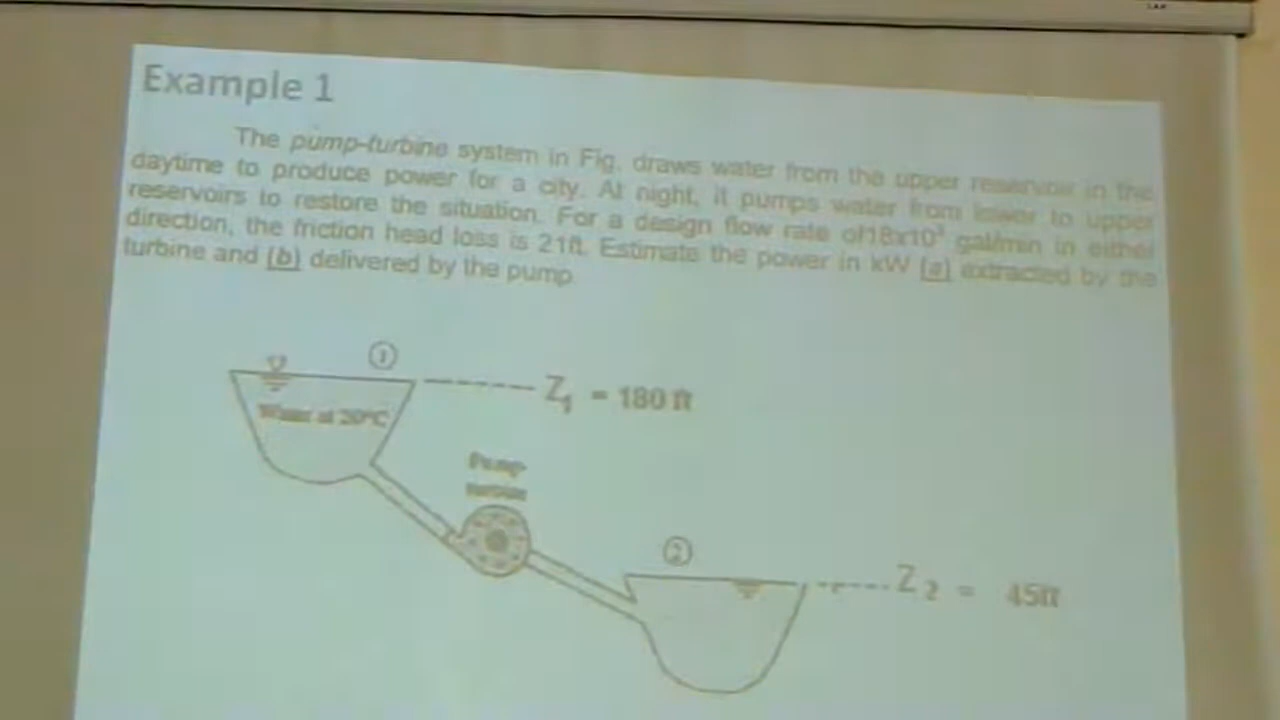 Example 1
The pump-turbine system in Fig. draws water from the upper reservoir in the
daytime to produce power for a city. At night, it pumps water from lower to upper
reservoirs to restore the situation. For a design flow rate of18x10³ gal/min in either
direction, the friction head loss is 21ft. Estimate the power in kW (a) extracted by the
turbine and (b) delivered by the pump.
1
Z1 = 180 ft
Water at 20°C
Pump-
turbine
2
Z2 = 45ft